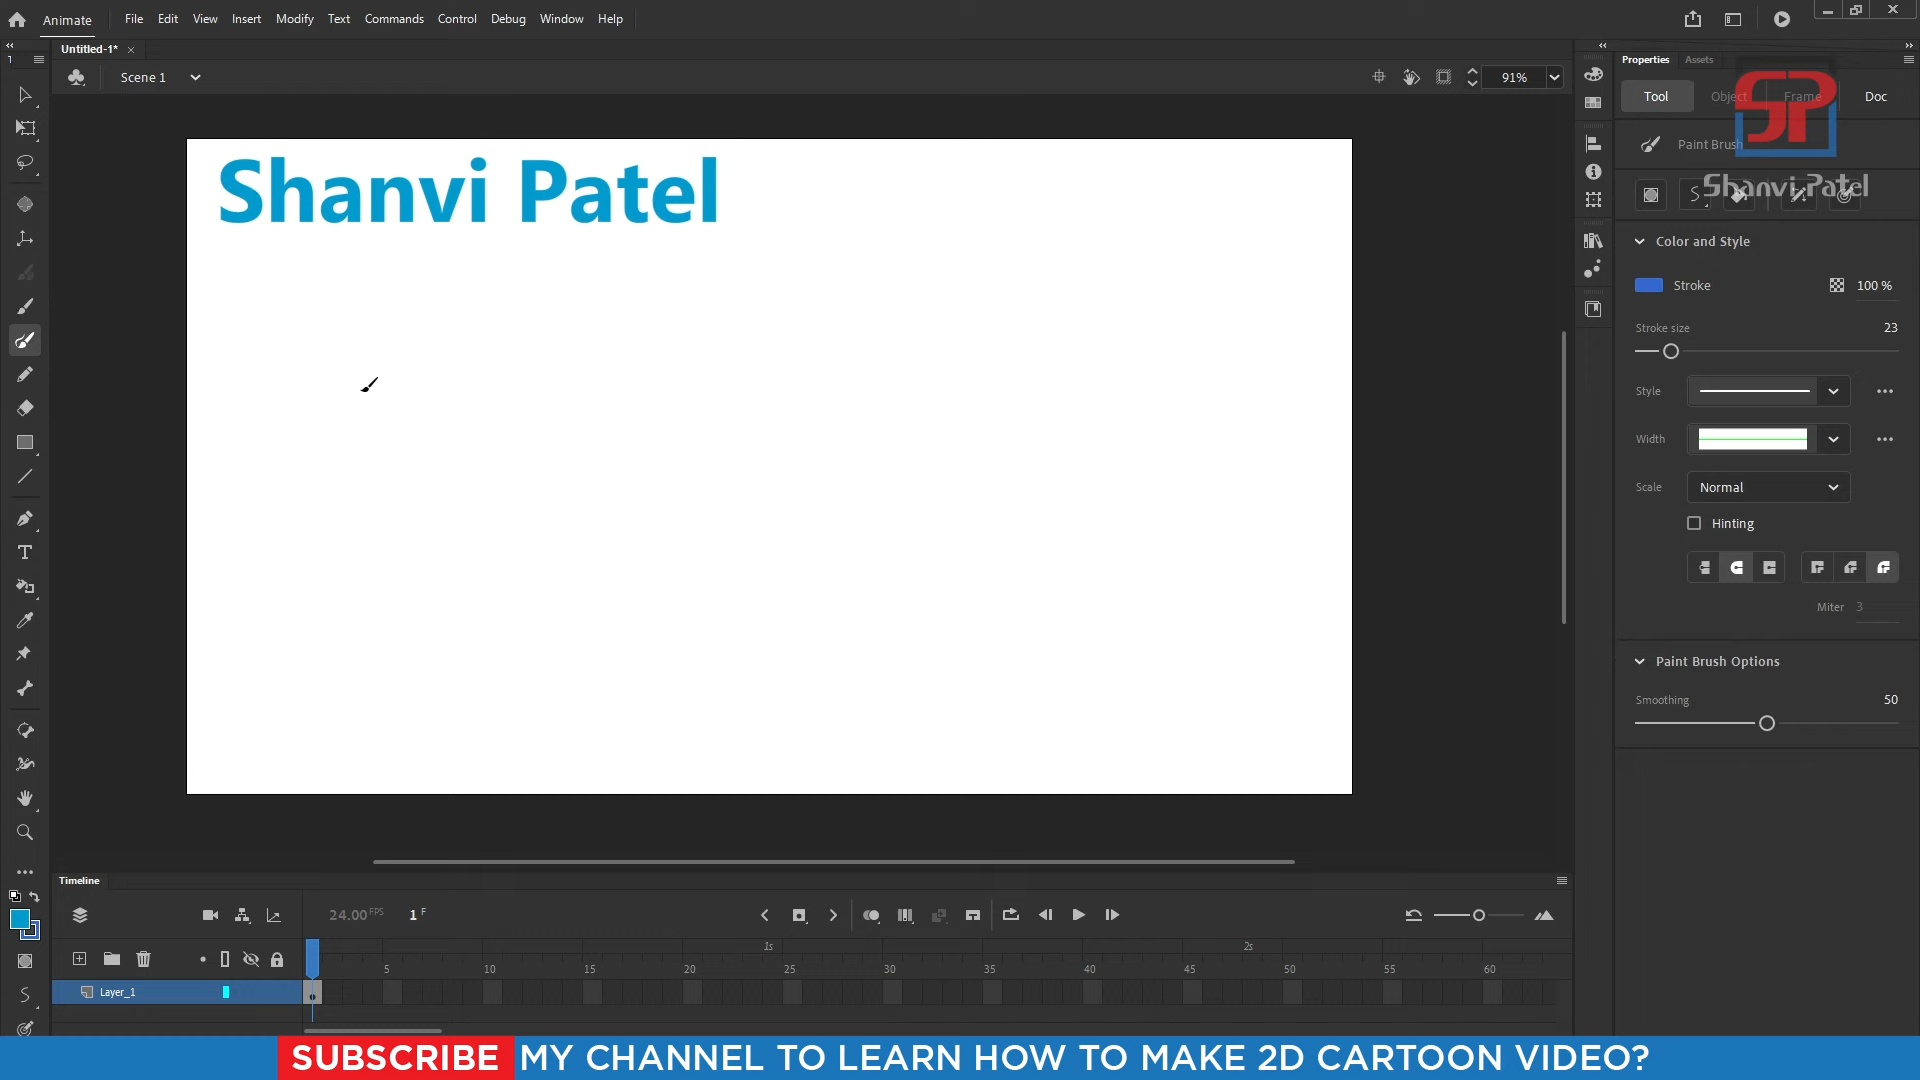 Animate File Edit View Insert Modify Text Commands Control Debug Window Help
Untitled-1*
Scene 1
91%
Properties Assets
Tool Object Frame Doc
Paint Brush
SP
Shanvi Patel
Color and Style
Stroke 100 %
Stroke size 23
Style
Width
Scale Normal
Hinting
Miter 3
Paint Brush Options
Smoothing 50
Shanvi Patel
Timeline
24.00 FPS 1 F
1s 2s
5 10 15 20 25 30 35 40 45 50 55 60
Layer_1
SUBSCRIBE MY CHANNEL TO LEARN HOW TO MAKE 2D CARTOON VIDEO?